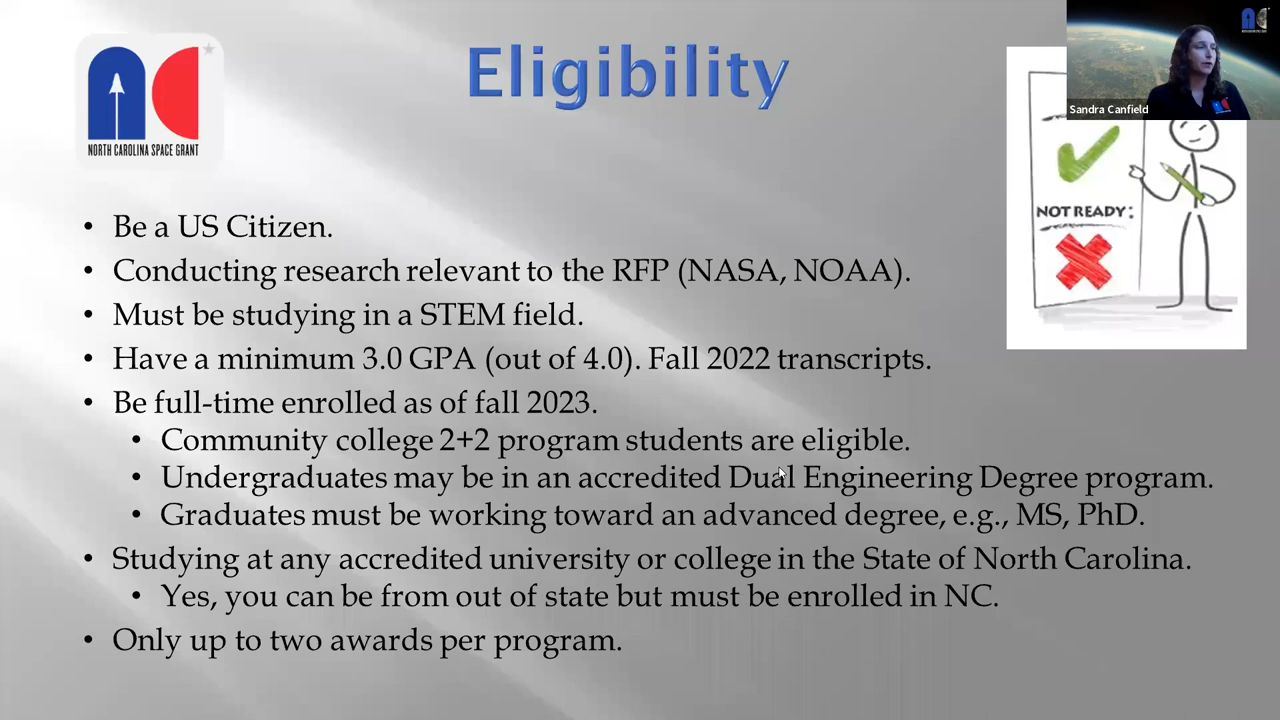 Eligibility
NORTH CAROLINA SPACE GRANT
Sandra Canfield
NOT READY:
• Be a US Citizen.
• Conducting research relevant to the RFP (NASA, NOAA).
• Must be studying in a STEM field.
• Have a minimum 3.0 GPA (out of 4.0). Fall 2022 transcripts.
• Be full-time enrolled as of fall 2023.
• Community college 2+2 program students are eligible.
• Undergraduates may be in an accredited Dual Engineering Degree program.
• Graduates must be working toward an advanced degree, e.g., MS, PhD.
• Studying at any accredited university or college in the State of North Carolina.
• Yes, you can be from out of state but must be enrolled in NC.
• Only up to two awards per program.